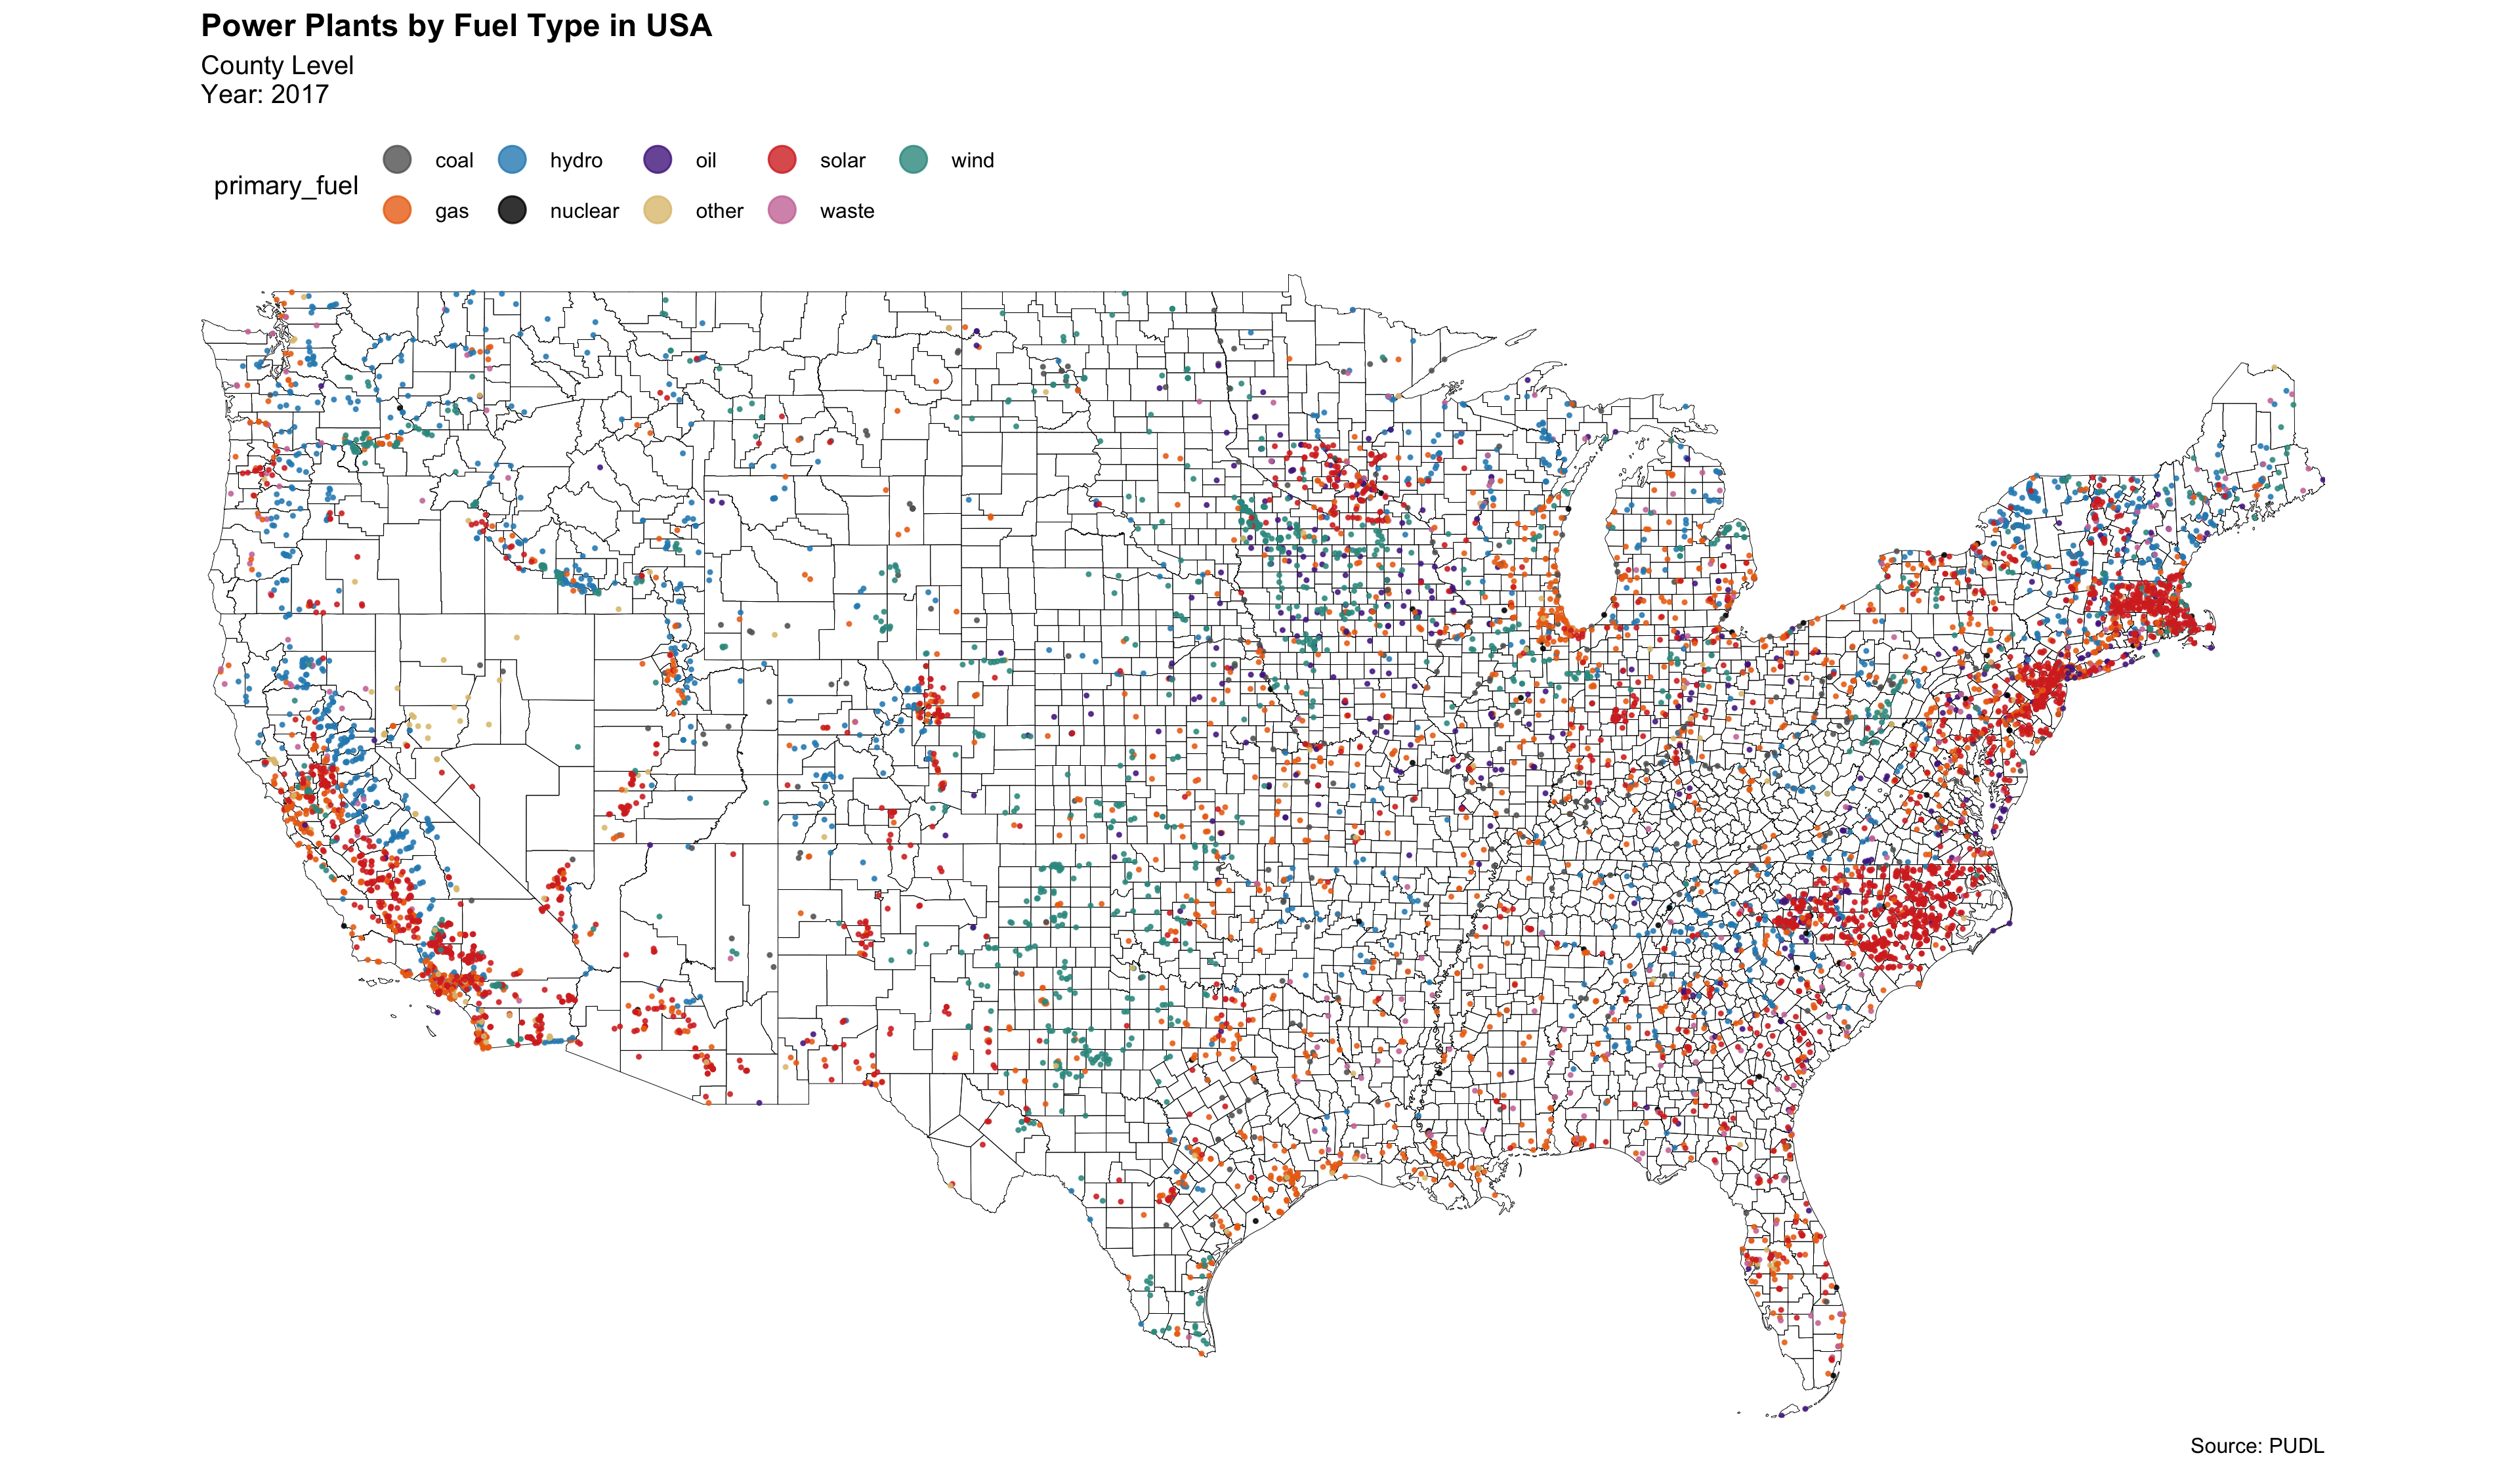 Power Plants by Fuel Type in USA
County Level
Year: 2017
primary_fuel
coal hydro oil solar wind
gas nuclear other waste
Source: PUDL